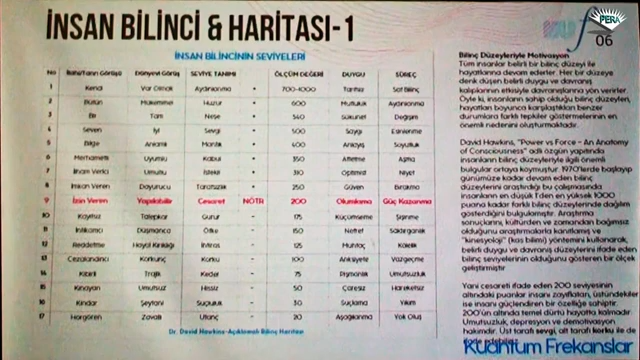 İNSAN BİLİNCİ & HARİTASI-1
PERA
06
İNSAN BİLİNCİNİN SEVİYELERİ
No Baha/Tanrı Görüşü Dünyevi Görüş SEVİYE TANIMI ÖLÇÜM DEĞERİ DUYGU SÜREÇ
1 Kendi Var Olmak Aydınlanma + 700-1000 Tarifsiz Saf Bilinç
2 Bütün Mükemmel Huzur + 600 Mutluluk Aydınlanma
3 Bir Tam Neşe + 540 Sükunet Değişim
4 Seven İyi Sevgi + 500 Saygı Esinlenme
5 Bilge Anlamlı Mantık + 400 Anlayış Soyutluk
6 Merhametli Uyumlu Kabul + 350 Affetme Aşma
7 İlham Verici Umutlu İsteklilik + 310 Optimist Niyet
8 İmkan Veren Doyurucu Tarafsızlık + 250 Güven Bırakma
9 İzin Veren Yapılabilir Cesaret NÖTR 200 Olumlama Güç Kazanma
10 Kayıtsız Talepkar Gurur - 175 Küçümseme Şişinme
11 İntikamcı Düşmanca Öfke - 150 Nefret Saldırganlık
12 Reddetme Hayal Kırıklığı İhtiras - 125 Muhtaç Kölelik
13 Cezalandırıcı Korkunç Korku - 100 Anksiyete Vazgeçme
14 Kibirli Trajik Keder - 75 Pişmanlık Umutsuzluk
15 Kınayan Umutsuz Hissiz - 50 Çaresiz Hareketsiz
16 Kindar Şeytani Suçluluk - 30 Suçlama Yıkım
17 Horgören Zavallı Utanç - 20 Aşağılanma Yok Oluş
Dr. David Hawkins-Açıklamalı Bilinç Haritası
Bilinç Düzeyleriyle Motivasyon
Tüm insanlar belirli bir bilinç düzeyi ile
hayatlarına devam ederler. Her bir düzeye
denk düşen belirli duygu ve davranış
kalıplarının etkisiyle davranışlarına yön verirler.
Öyle ki, insanların sahip olduğu bilinç düzeyleri,
hayatları boyunca karşılaştıkları benzer
durumlara farklı tepkiler göstermelerinin en
önemli nedenini oluşturmaktadır.
David Hawkins, "Power vs Force – An Anatomy
of Consciousness" adlı özgün yapıtında
insanların bilinç düzeyleriyle ilgili önemli
bulgular ortaya koymuştur. 1970'lerde başlayıp
günümüze kadar devam eden bilinç
düzeylerini araştırdığı bu çalışmasında
insanların en düşük 1'den en yüksek 1000
puana kadar farklı bilinç düzeylerinde dağılım
gösterdiğini bulgulamıştır. Araştırma
sonuçlarını, kültürden ve zamandan bağımsız
olduğunu araştırmalarla kanıtlamış ve
"kinesyoloji" (kas bilimi) yöntemini kullanarak,
belirli duygu ve davranış düzeylerini ifade eden
bilinç seviyelerinin olduğunu gösteren bir ölçek
geliştirmiştir
Yani cesareti ifade eden 200 seviyesinin
altındaki puanlar insanı zayıflatan, üstündekiler
ise insanı güçlendiren bir özelliğe sahiptir.
200'ün altında temel dürtü hayatta kalmadır.
Umutsuzluk, depresyon ve demotivation
hakimdir. Üst tarafı sevgi, alt tarafı korku ile de
Kuantum Frekanslar